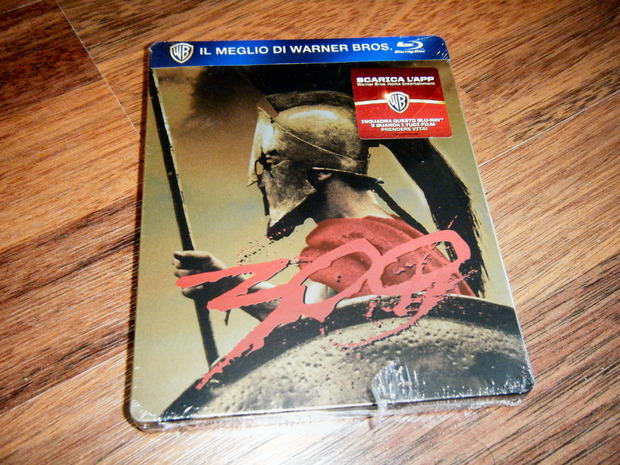 WB IL MEGLIO DI WARNER BROS. Blu-ray Disc
SCARICA L'APP
Warner Bros. Home Entertainment
WB
INQUADRA QUESTO BLU-RAY
E GUARDA I TUOI FILM
PRENDERE VITA!
300